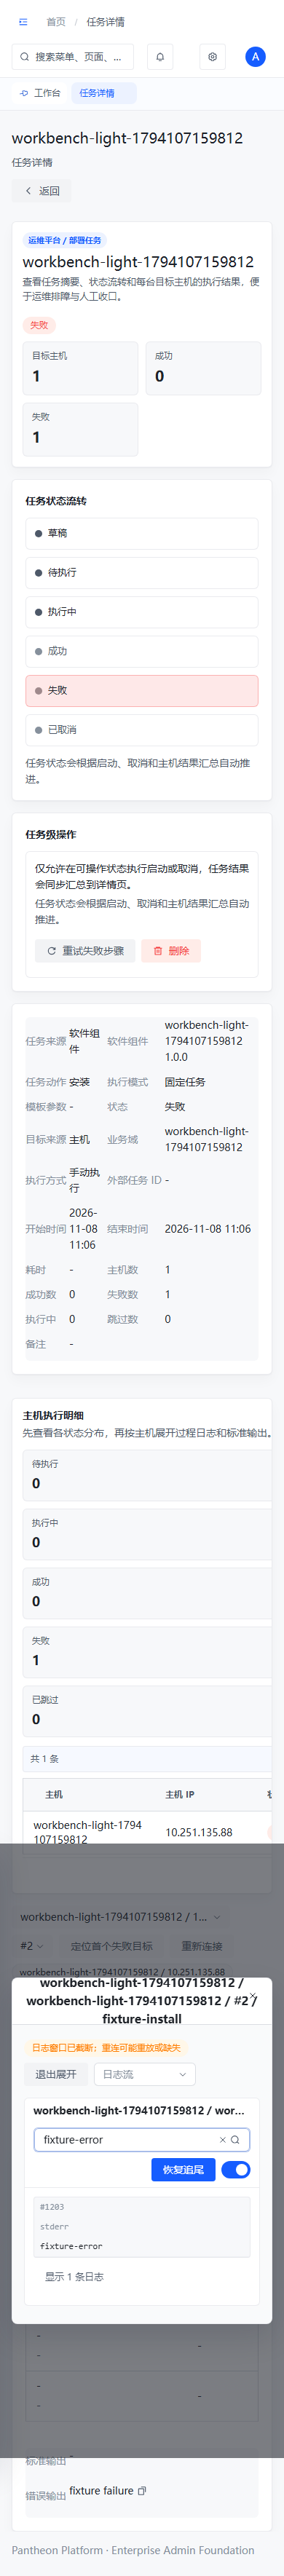 首页 / 任务详情
搜索菜单、页面、...
A
工作台
任务详情
workbench-light-1794107159812
任务详情
返回
运维平台 / 部署任务
workbench-light-1794107159812
查看任务摘要、状态流转和每台目标主机的执行结果，便
于运维排障与人工收口。
失败
目标主机
1
成功
0
失败
1
任务状态流转
草稿
待执行
执行中
成功
失败
已取消
任务状态会根据启动、取消和主机结果汇总自动推
进。
任务级操作
仅允许在可操作状态执行启动或取消，任务结果
会同步汇总到详情页。
任务状态会根据启动、取消和主机结果汇总自动
推进。
重试失败步骤
删除
任务来源 软件组件 软件组件 workbench-light-1794107159812 1.0.0
任务动作 安装 执行模式 固定任务
模板参数 - 状态 失败
目标来源 主机 业务域 workbench-light-1794107159812
执行方式 手动执行 外部任务 ID -
开始时间 2026-11-08 11:06 结束时间 2026-11-08 11:06
耗时 - 主机数 1
成功数 0 失败数 1
执行中 0 跳过数 0
备注 -
主机执行明细
先查看各状态分布，再按主机展开过程日志和标准输出。
待执行
0
执行中
0
成功
0
失败
1
已跳过
0
共 1 条
主机 主机 IP
workbench-light-1794107159812 10.251.135.88
workbench-light-1794107159812 / 1...
#2
定位首个失败目标
重新连接
workbench-light-1794107159812 / 10.251.135.88
workbench-light-1794107159812 /
workbench-light-1794107159812 / #2 /
fixture-install
日志窗口已截断；重连可能重放或缺失
退出展开
日志流
workbench-light-1794107159812 / wor...
fixture-error
恢复追尾
#1203
stderr
fixture-error
显示 1 条日志
-
-
-
-
-
-
标准输出 -
错误输出 fixture failure
Pantheon Platform · Enterprise Admin Foundation